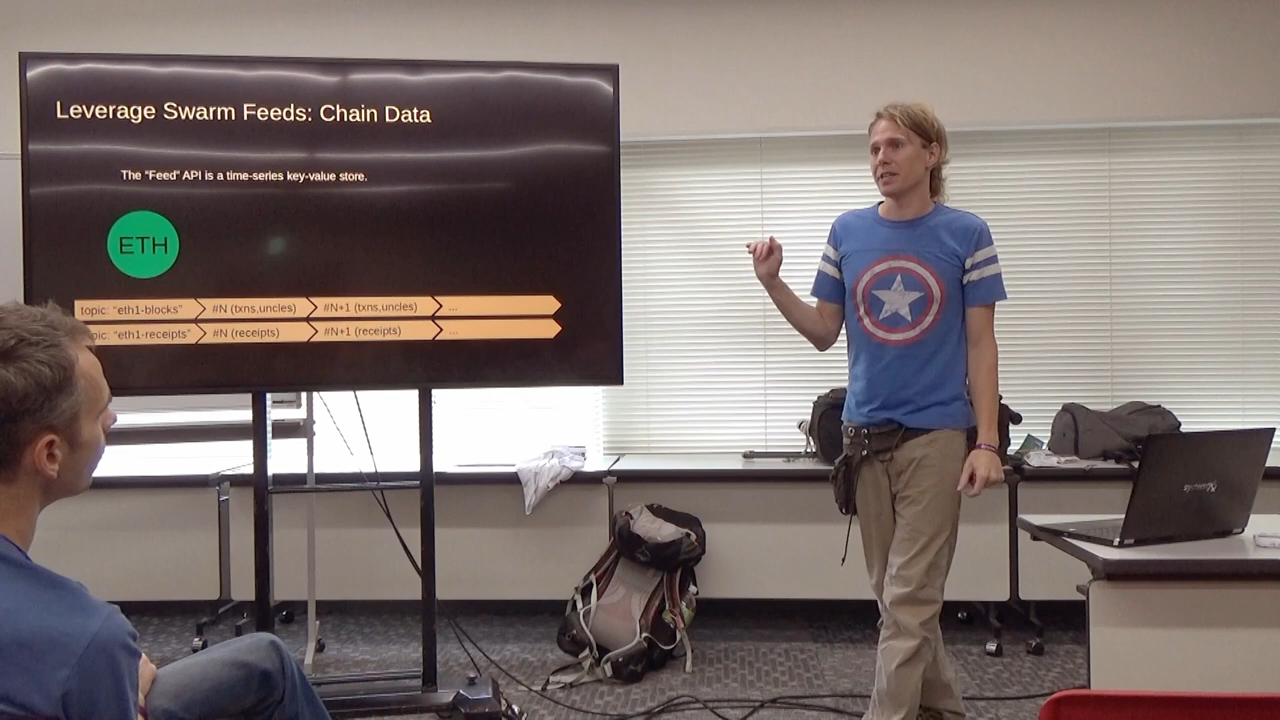 Leverage Swarm Feeds: Chain Data
The "Feed" API is a time-series key-value store.
ETH
topic: "eth1-blocks" #N (txns,uncles) #N+1 (txns,uncles) ...
"eth1-receipts" #N (receipts) #N+1 (receipts) ...